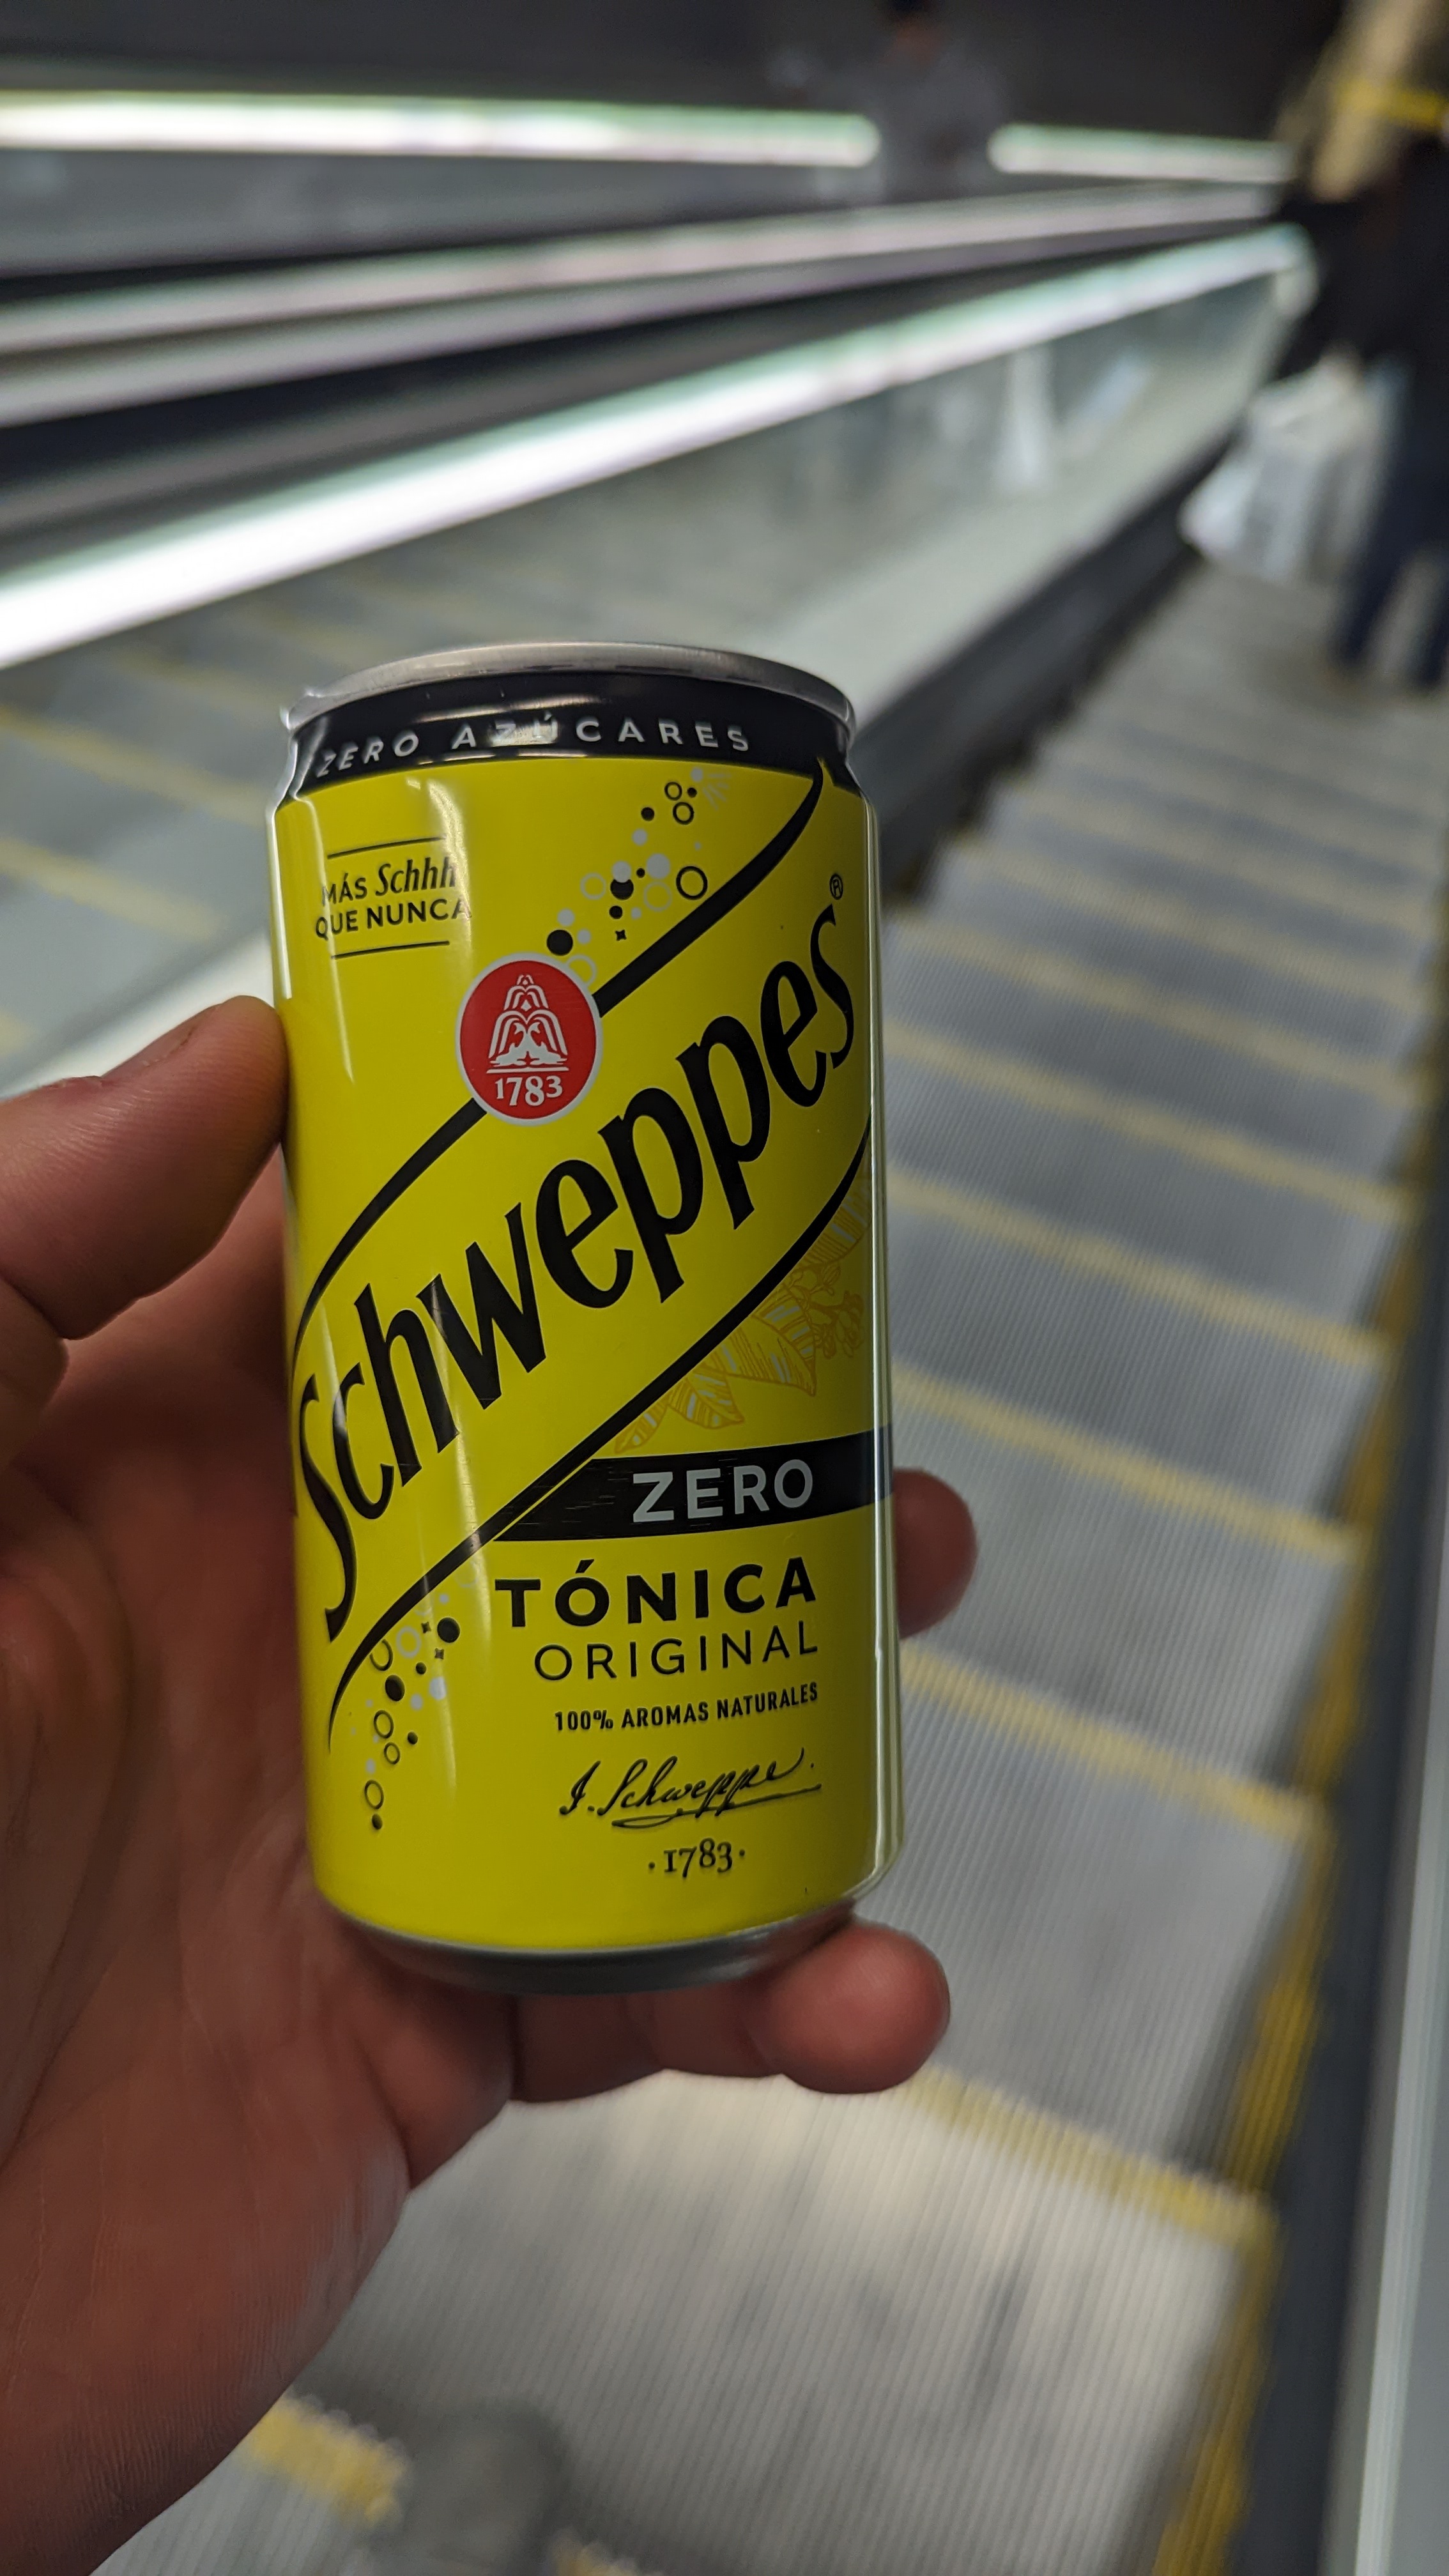 ZERO AZÚCARES
MÁS Schhh
QUE NUNCA
1783
Schweppes®
ZERO
TÓNICA
ORIGINAL
100% AROMAS NATURALES
J. Schweppe.
·1783·